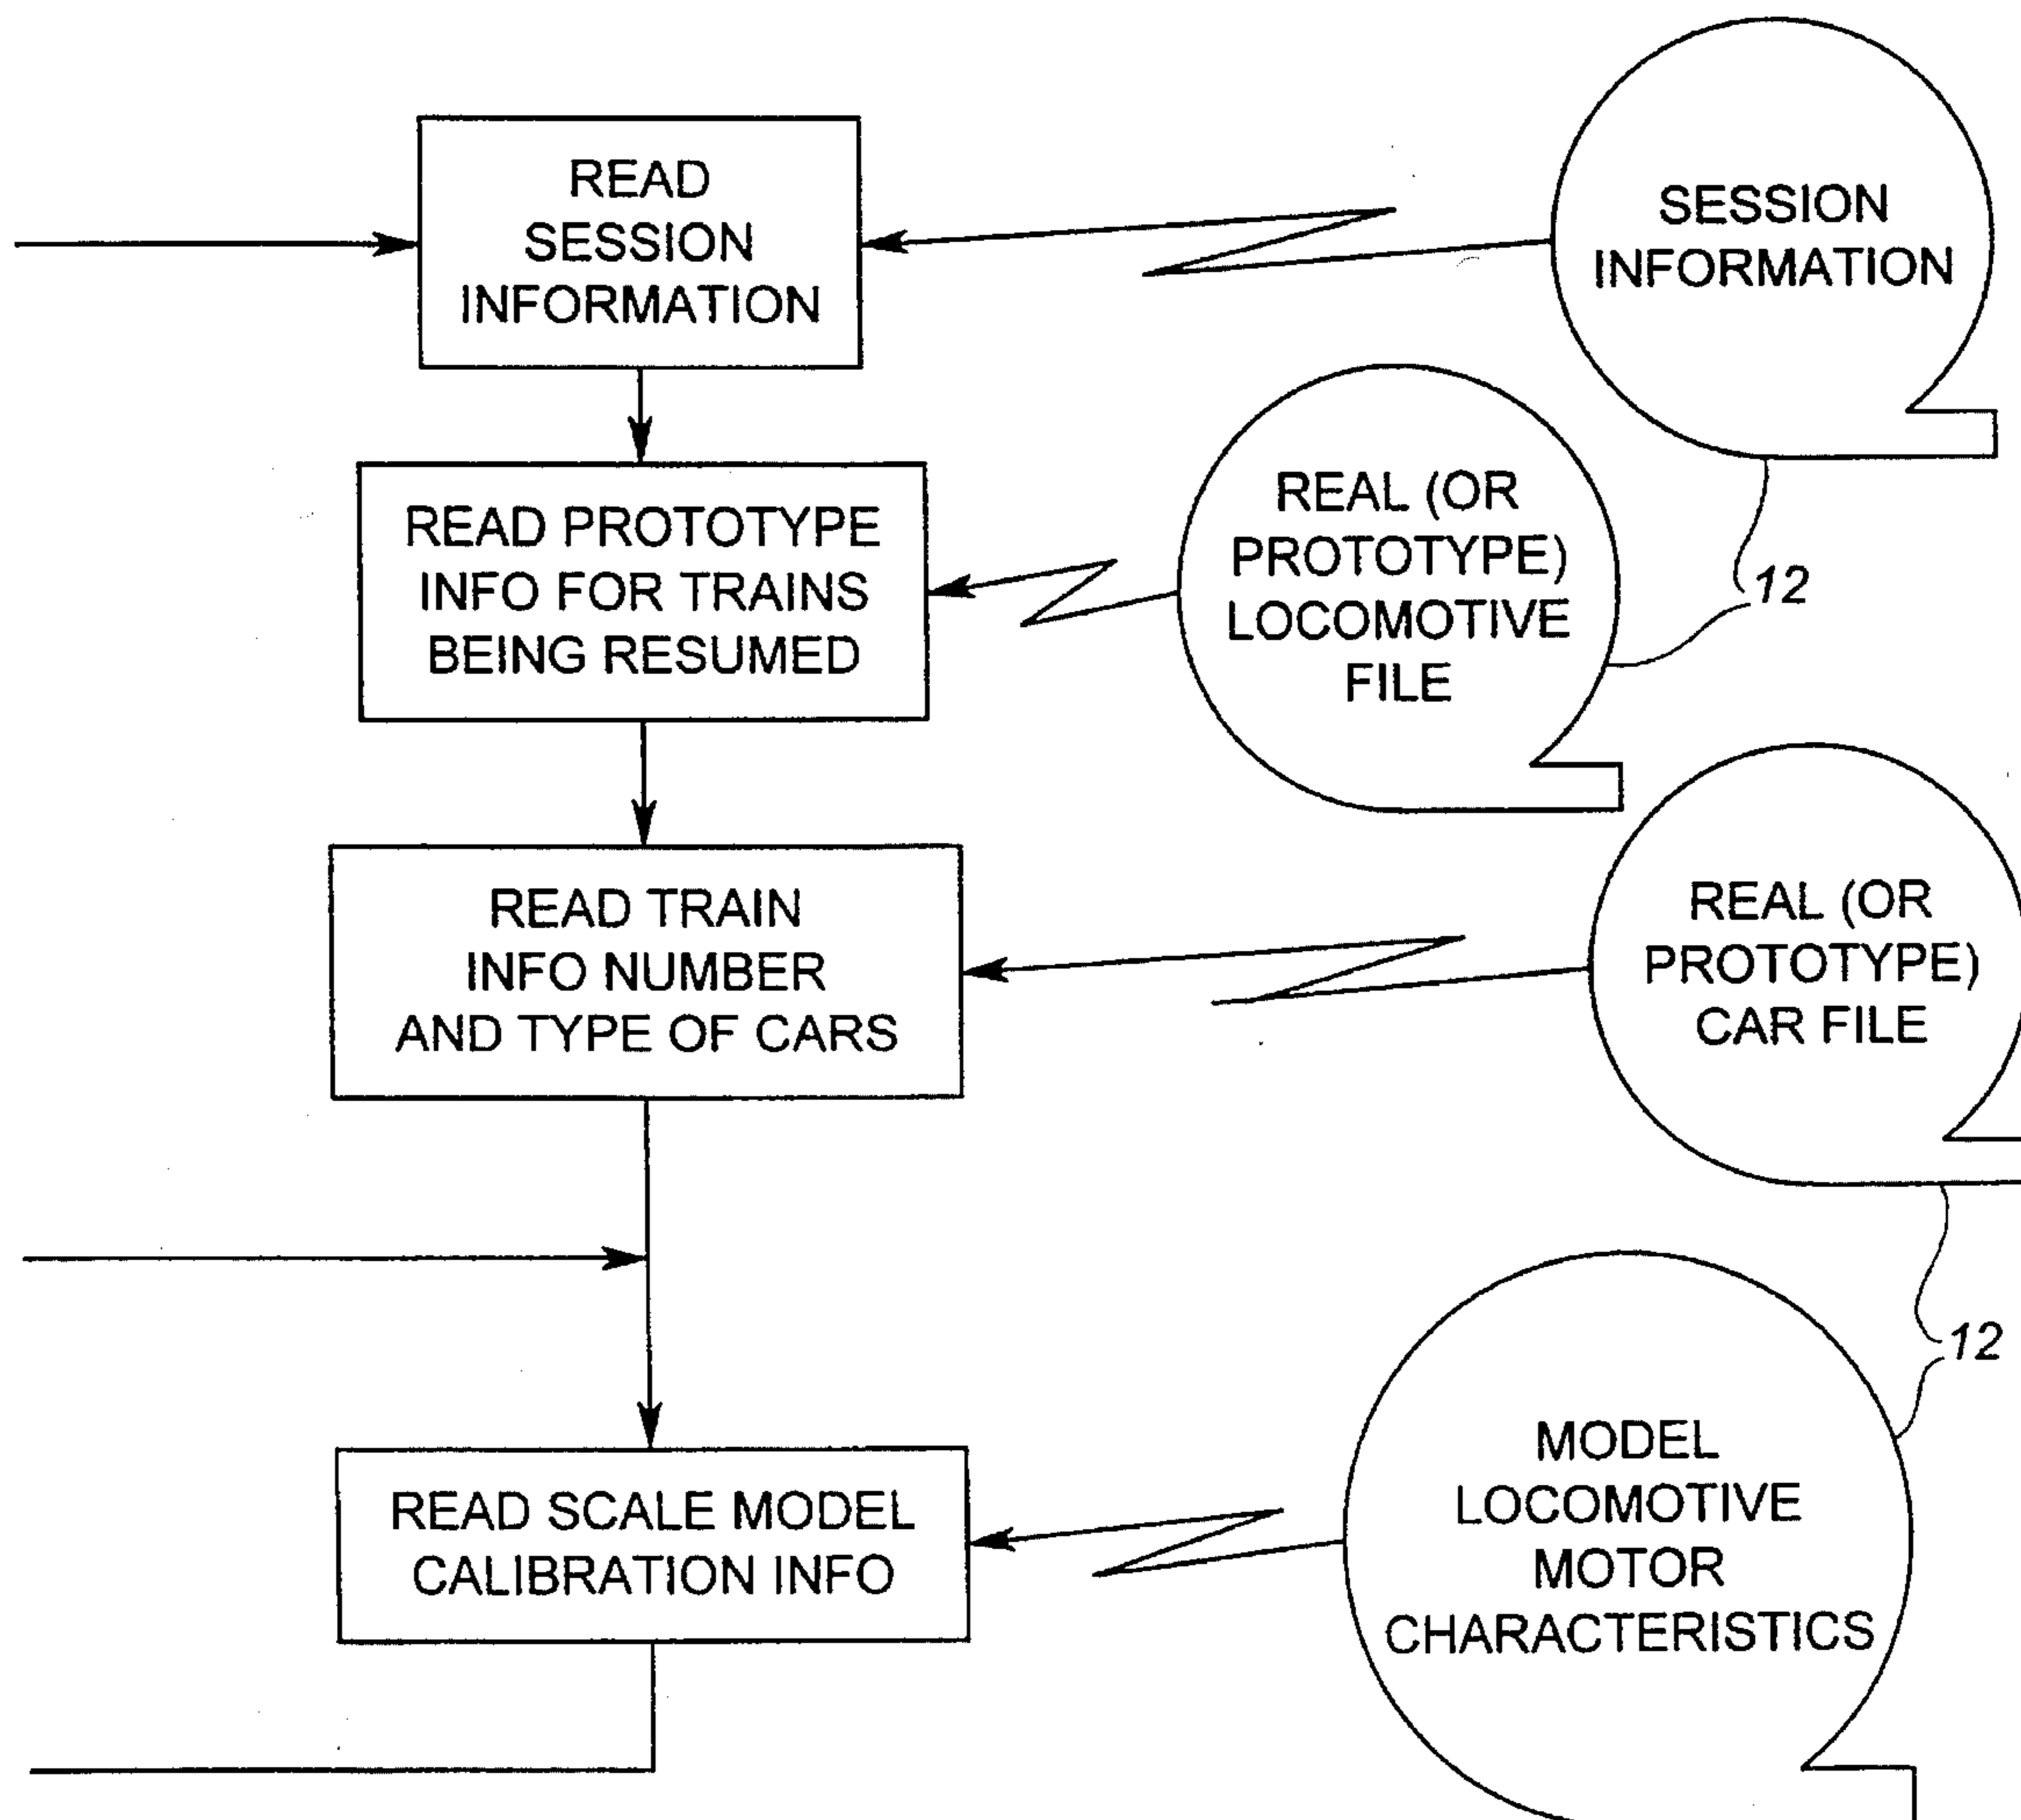 READ
SESSION
INFORMATION
SESSION
INFORMATION
READ PROTOTYPE
INFO FOR TRAINS
BEING RESUMED
REAL (OR
PROTOTYPE)
LOCOMOTIVE
FILE
12
READ TRAIN
INFO NUMBER
AND TYPE OF CARS
REAL (OR
PROTOTYPE)
CAR FILE
12
READ SCALE MODEL
CALIBRATION INFO
MODEL
LOCOMOTIVE
MOTOR
CHARACTERISTICS